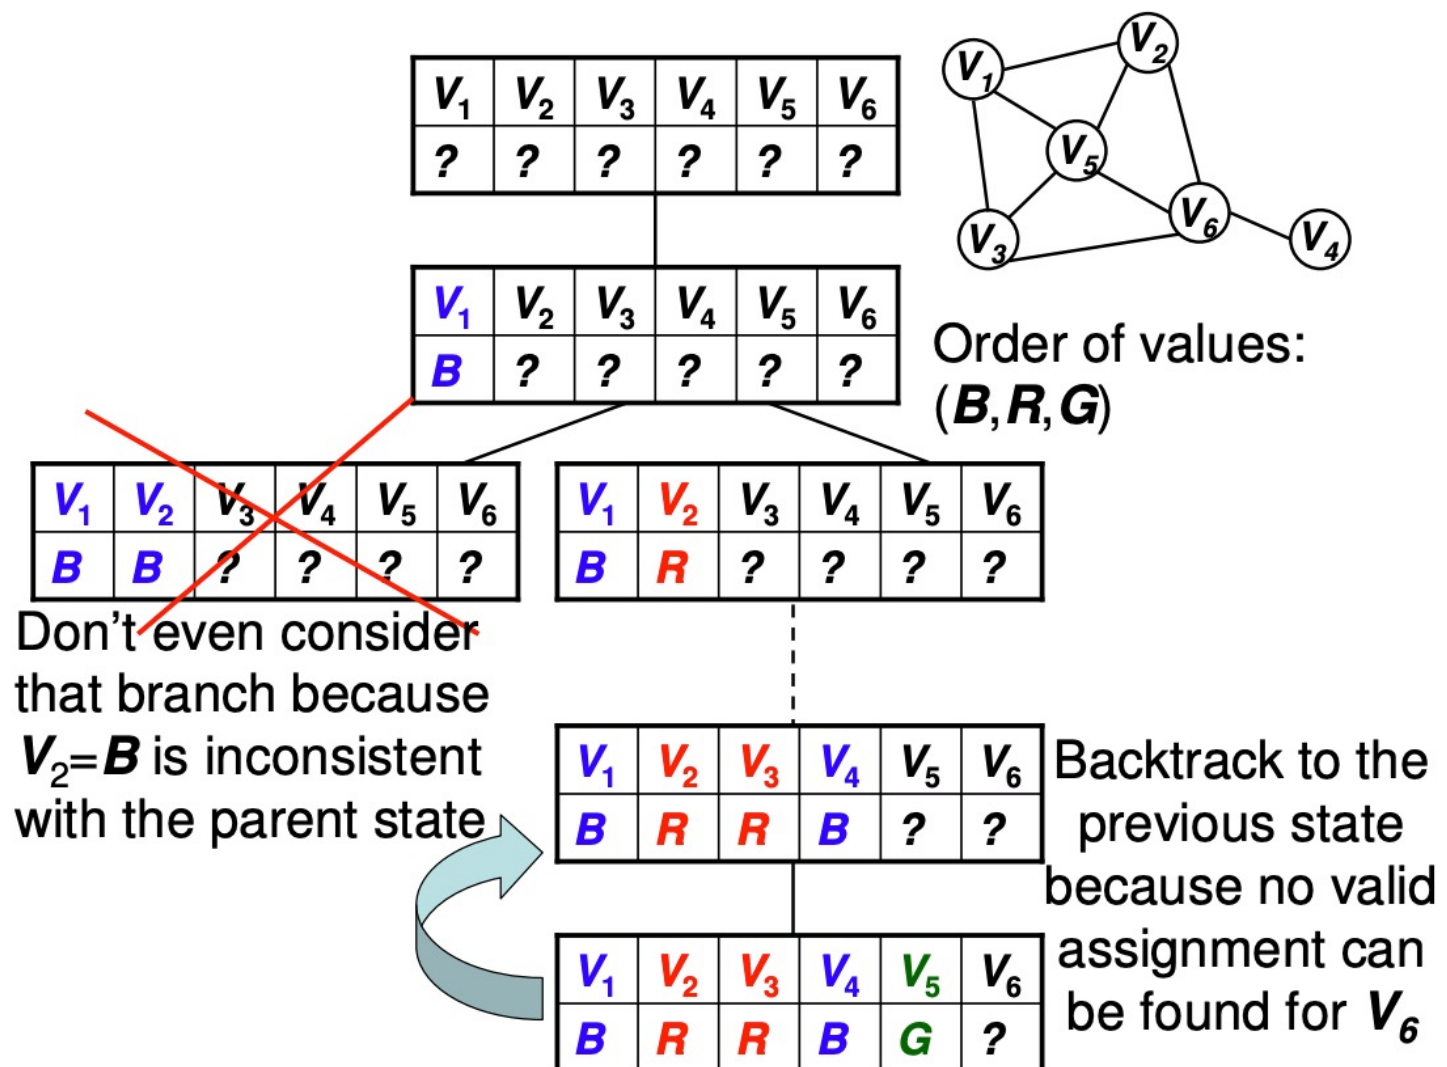 V1 V2 V3 V4 V5 V6
? ? ? ? ? ?
V1
V2
V5
V3
V6
V4
V1 V2 V3 V4 V5 V6
B ? ? ? ? ?
Order of values:
(B,R,G)
V1 V2 V3 V4 V5 V6
B B ? ? ? ?
V1 V2 V3 V4 V5 V6
B R ? ? ? ?
Don't even consider
that branch because
V2=B is inconsistent
with the parent state
V1 V2 V3 V4 V5 V6
B R R B ? ?
Backtrack to the
previous state
because no valid
assignment can
be found for V6
V1 V2 V3 V4 V5 V6
B R R B G ?